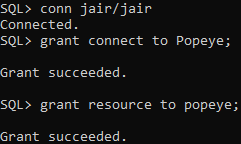 SQL> conn jair/jair
Connected.
SQL> grant connect to Popeye;
Grant succeeded.
SQL> grant resource to popeye;
Grant succeeded.